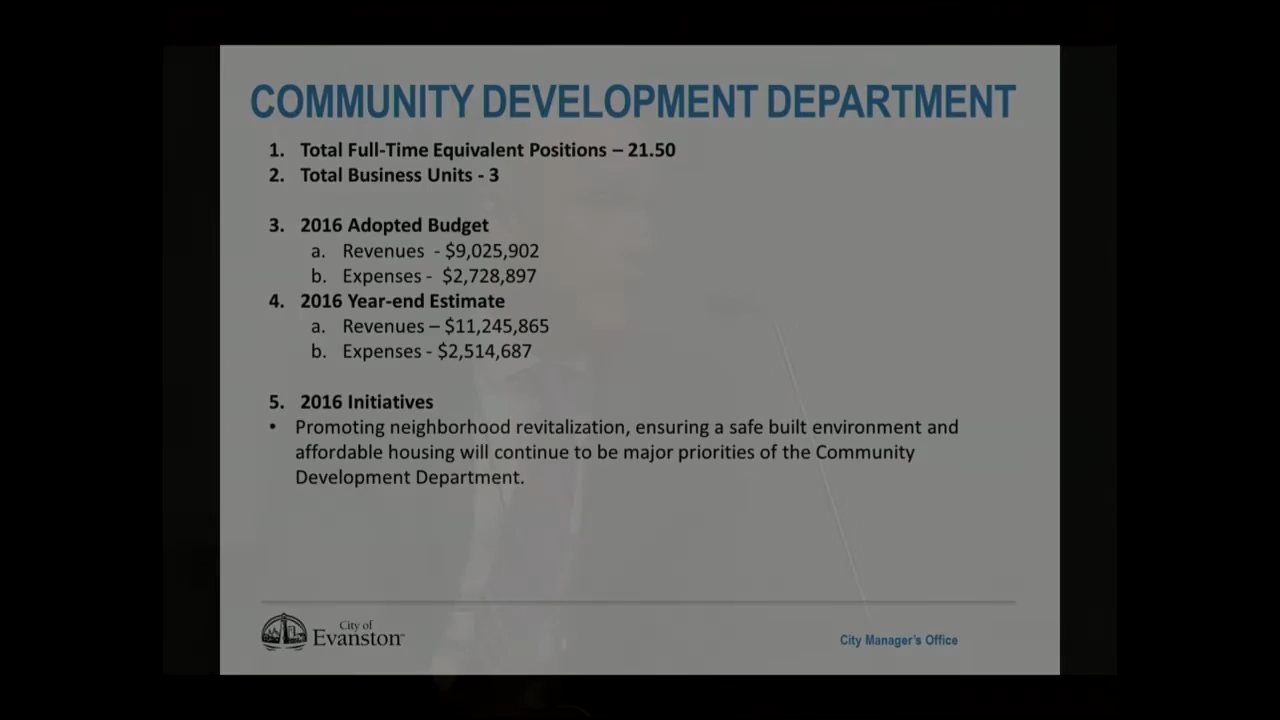 COMMUNITY DEVELOPMENT DEPARTMENT
1. Total Full-Time Equivalent Positions – 21.50
2. Total Business Units - 3
3. 2016 Adopted Budget
a. Revenues - $9,025,902
b. Expenses - $2,728,897
4. 2016 Year-end Estimate
a. Revenues – $11,245,865
b. Expenses - $2,514,687
5. 2016 Initiatives
• Promoting neighborhood revitalization, ensuring a safe built environment and
affordable housing will continue to be major priorities of the Community
Development Department.
City of
Evanston™
City Manager's Office